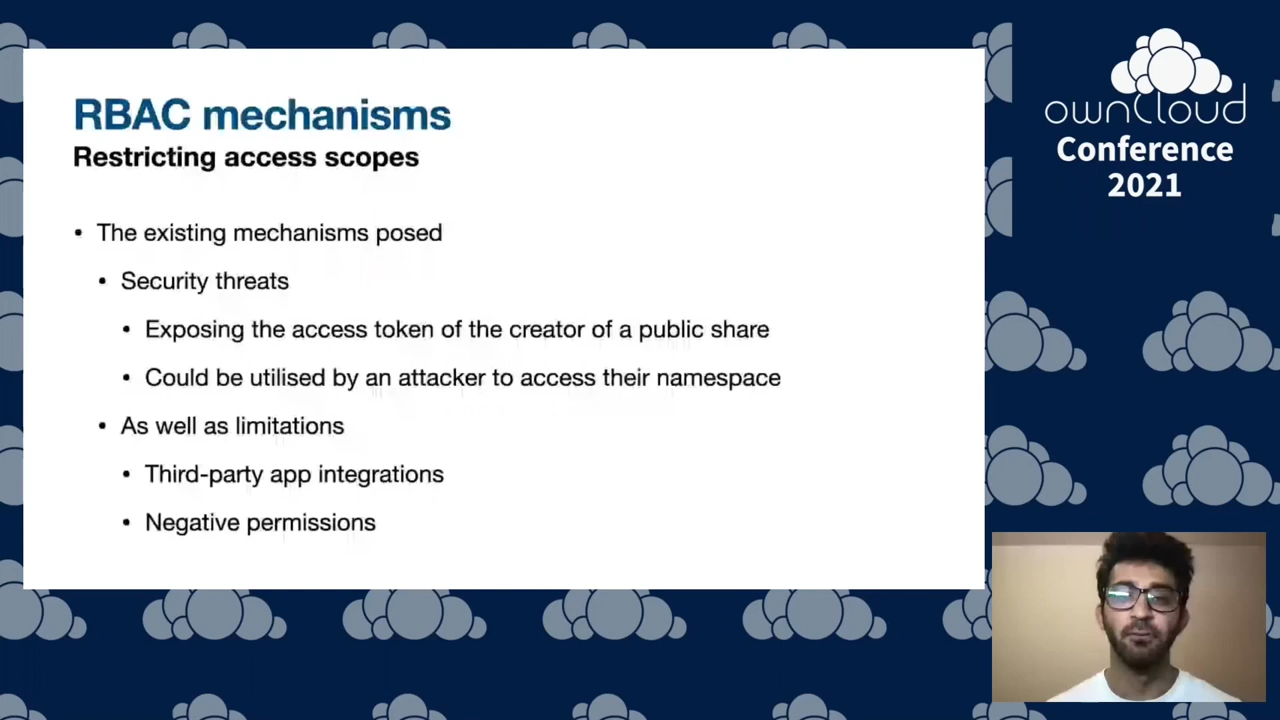 RBAC mechanisms
Restricting access scopes
• The existing mechanisms posed
• Security threats
• Exposing the access token of the creator of a public share
• Could be utilised by an attacker to access their namespace
• As well as limitations
• Third-party app integrations
• Negative permissions
ownCloud
Conference
2021